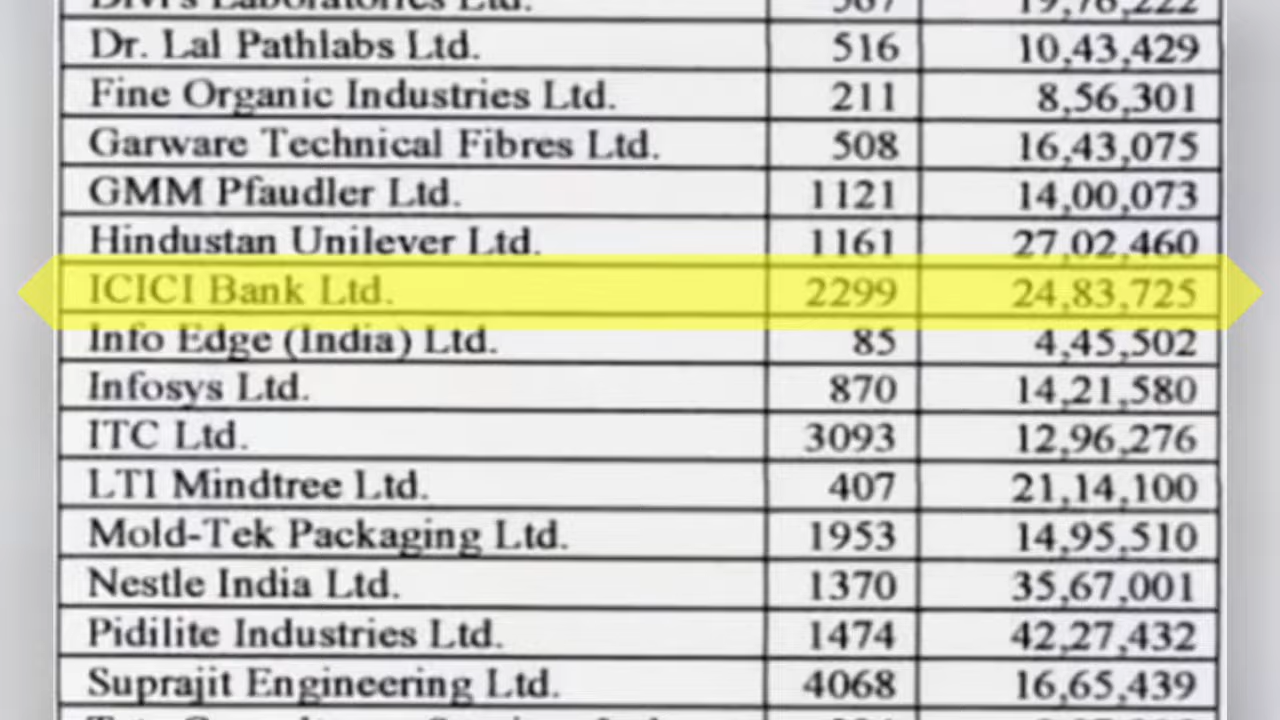 Dr. Lal Pathlabs Ltd. 516 10,43,429
Fine Organic Industries Ltd. 211 8,56,301
Garware Technical Fibres Ltd. 508 16,43,075
GMM Pfaudler Ltd. 1121 14,00,073
Hindustan Unilever Ltd. 1161 27,02,460
ICICI Bank Ltd. 2299 24,83,725
Info Edge (India) Ltd. 85 4,45,502
Infosys Ltd. 870 14,21,580
ITC Ltd. 3093 12,96,276
LTI Mindtree Ltd. 407 21,14,100
Mold-Tek Packaging Ltd. 1953 14,95,510
Nestle India Ltd. 1370 35,67,001
Pidilite Industries Ltd. 1474 42,27,432
Suprajit Engineering Ltd. 4068 16,65,439